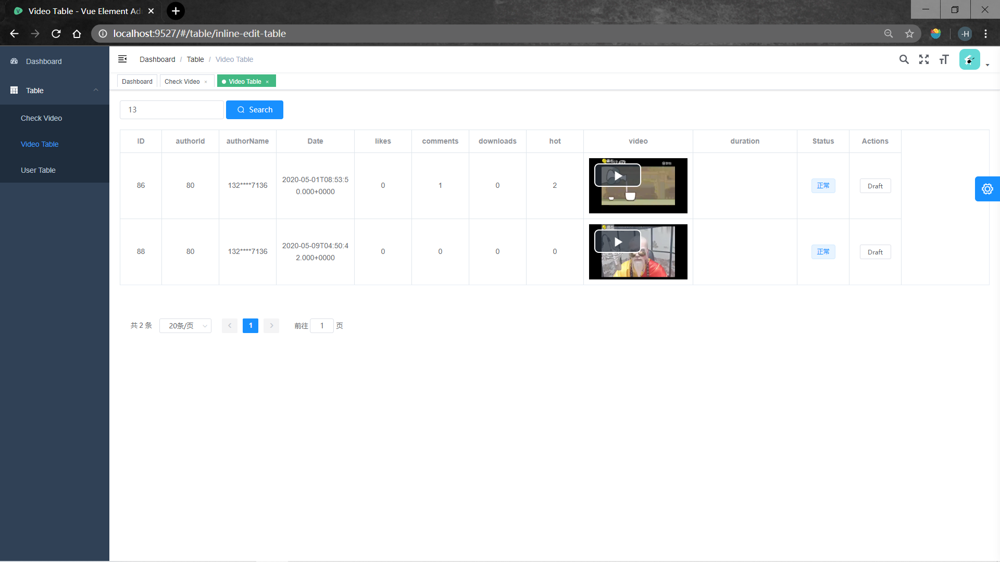 Video Table - Vue Element Ad
localhost:9527/#/table/inline-edit-table
-H
Dashboard
Table
Check Video
Video Table
User Table
Dashboard / Table / Video Table
Dashboard
Check Video ×
Video Table ×
13
Search
ID authorId authorName Date likes comments downloads hot video duration Status Actions
86 80 132****7136 2020-05-01T08:53:5
0.000+0000 0 1 0 2 正常 Draft
88 80 132****7136 2020-05-09T04:50:4
2.000+0000 0 0 0 0 正常 Draft
共 2 条 20条/页 1 前往 1 页